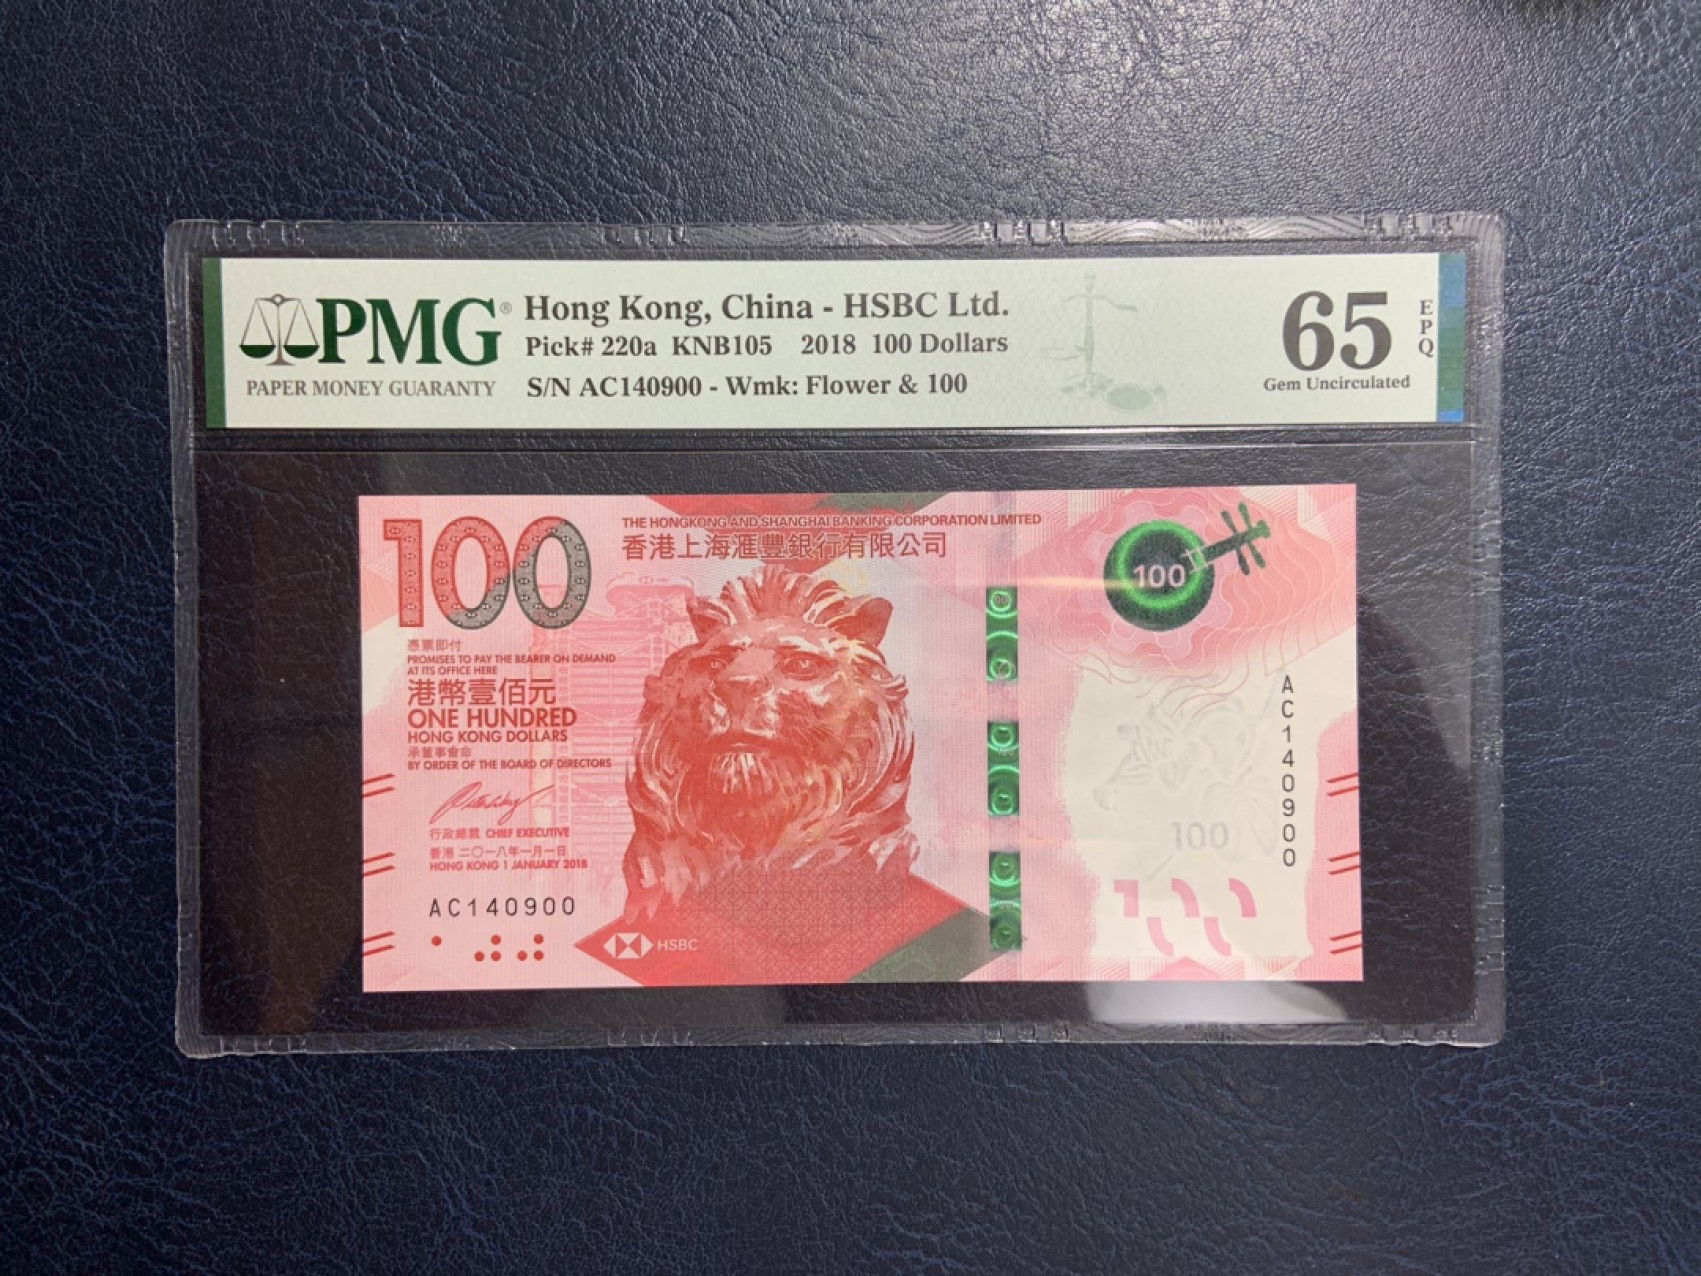 PMG®
PAPER MONEY GUARANTY
Hong Kong, China - HSBC Ltd.
Pick# 220a KNB105 2018 100 Dollars
S/N AC140900 - Wmk: Flower & 100
65
EPQ
Gem Uncirculated
100
THE HONGKONG AND SHANGHAI BANKING CORPORATION LIMITED
香港上海滙豐銀行有限公司
100
憑票即付
PROMISES TO PAY THE BEARER ON DEMAND
AT ITS OFFICE HERE
港幣壹佰元
ONE HUNDRED
HONG KONG DOLLARS
承董事會命
BY ORDER OF THE BOARD OF DIRECTORS
行政總裁 CHIEF EXECUTIVE
香港 二〇一八年一月一日
HONG KONG 1 JANUARY 2018
AC140900
HSBC
AC140900
100